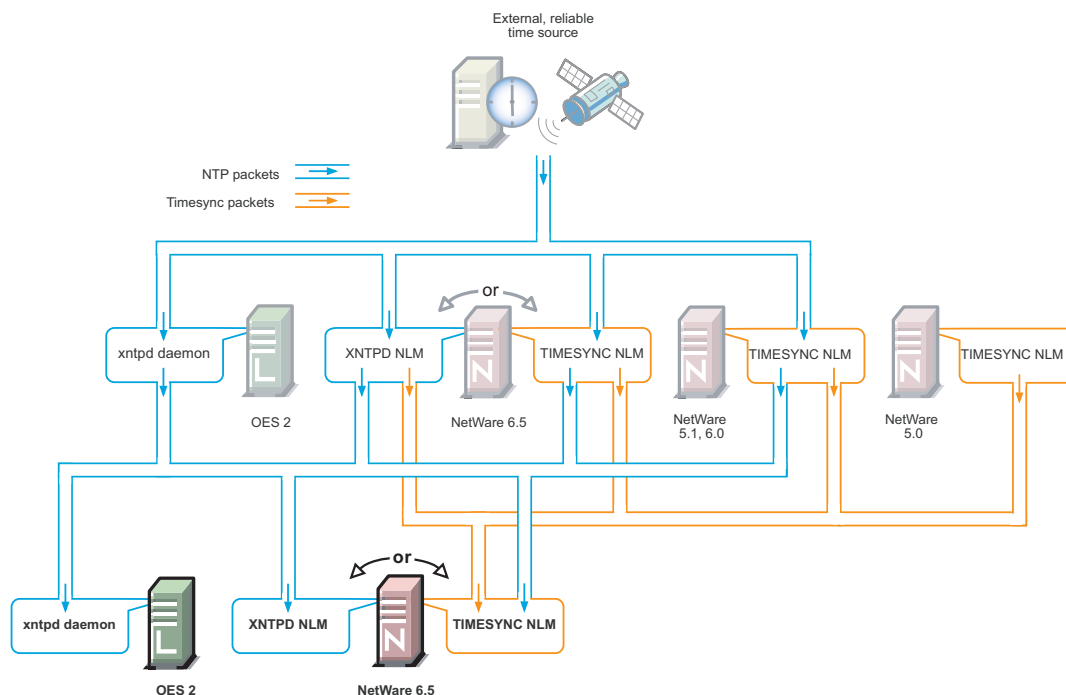 External, reliable
time source
NTP packets
Timesync packets
or
xntpd daemon
L
OES 2
XNTPD NLM
N
NetWare 6.5
TIMESYNC NLM
N
NetWare
5.1, 6.0
TIMESYNC NLM
N
NetWare
5.0
TIMESYNC NLM
or
xntpd daemon
L
OES 2
XNTPD NLM
N
NetWare 6.5
TIMESYNC NLM